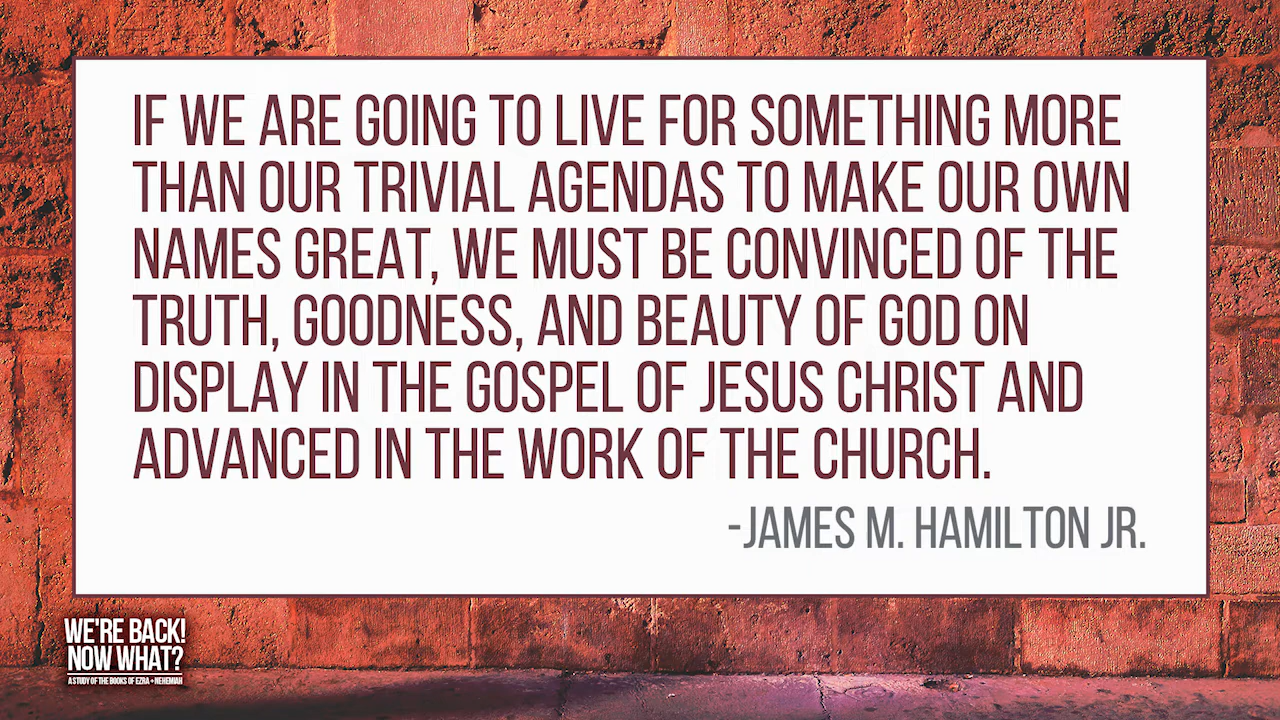 IF WE ARE GOING TO LIVE FOR SOMETHING MORE
THAN OUR TRIVIAL AGENDAS TO MAKE OUR OWN
NAMES GREAT, WE MUST BE CONVINCED OF THE
TRUTH, GOODNESS, AND BEAUTY OF GOD ON
DISPLAY IN THE GOSPEL OF JESUS CHRIST AND
ADVANCED IN THE WORK OF THE CHURCH.
-JAMES M. HAMILTON JR.
WE'RE BACK!
NOW WHAT?
A STUDY OF THE BOOKS OF EZRA + NEHEMIAH